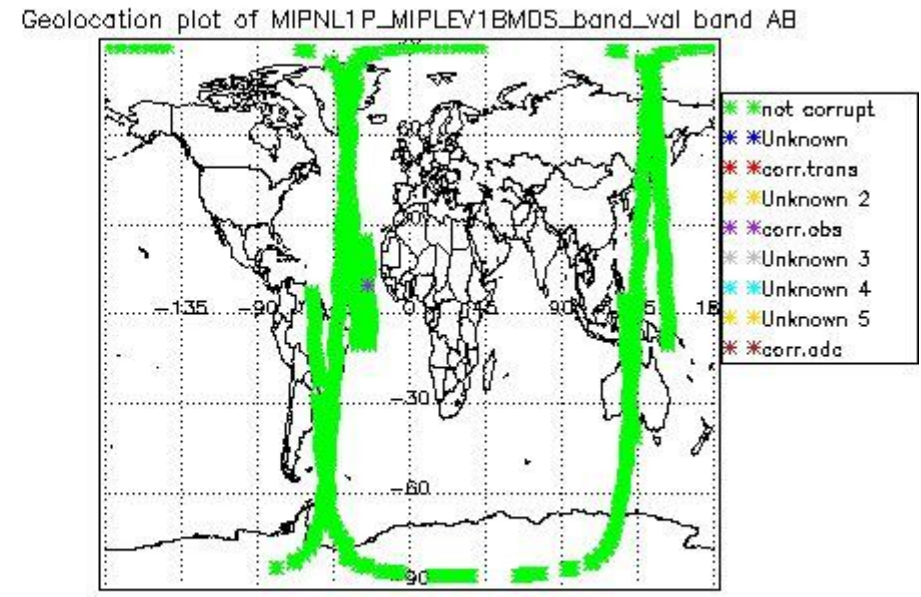 Geolocation plot of MIPNL1P_MIPLEV1BMDS_band_val band AB
60
-135 -90 0 45 90
-30
-60
-90
not corrupt
Unknown
corr.trans
Unknown 2
corr.obs
Unknown 3
Unknown 4
Unknown 5
corr.adc